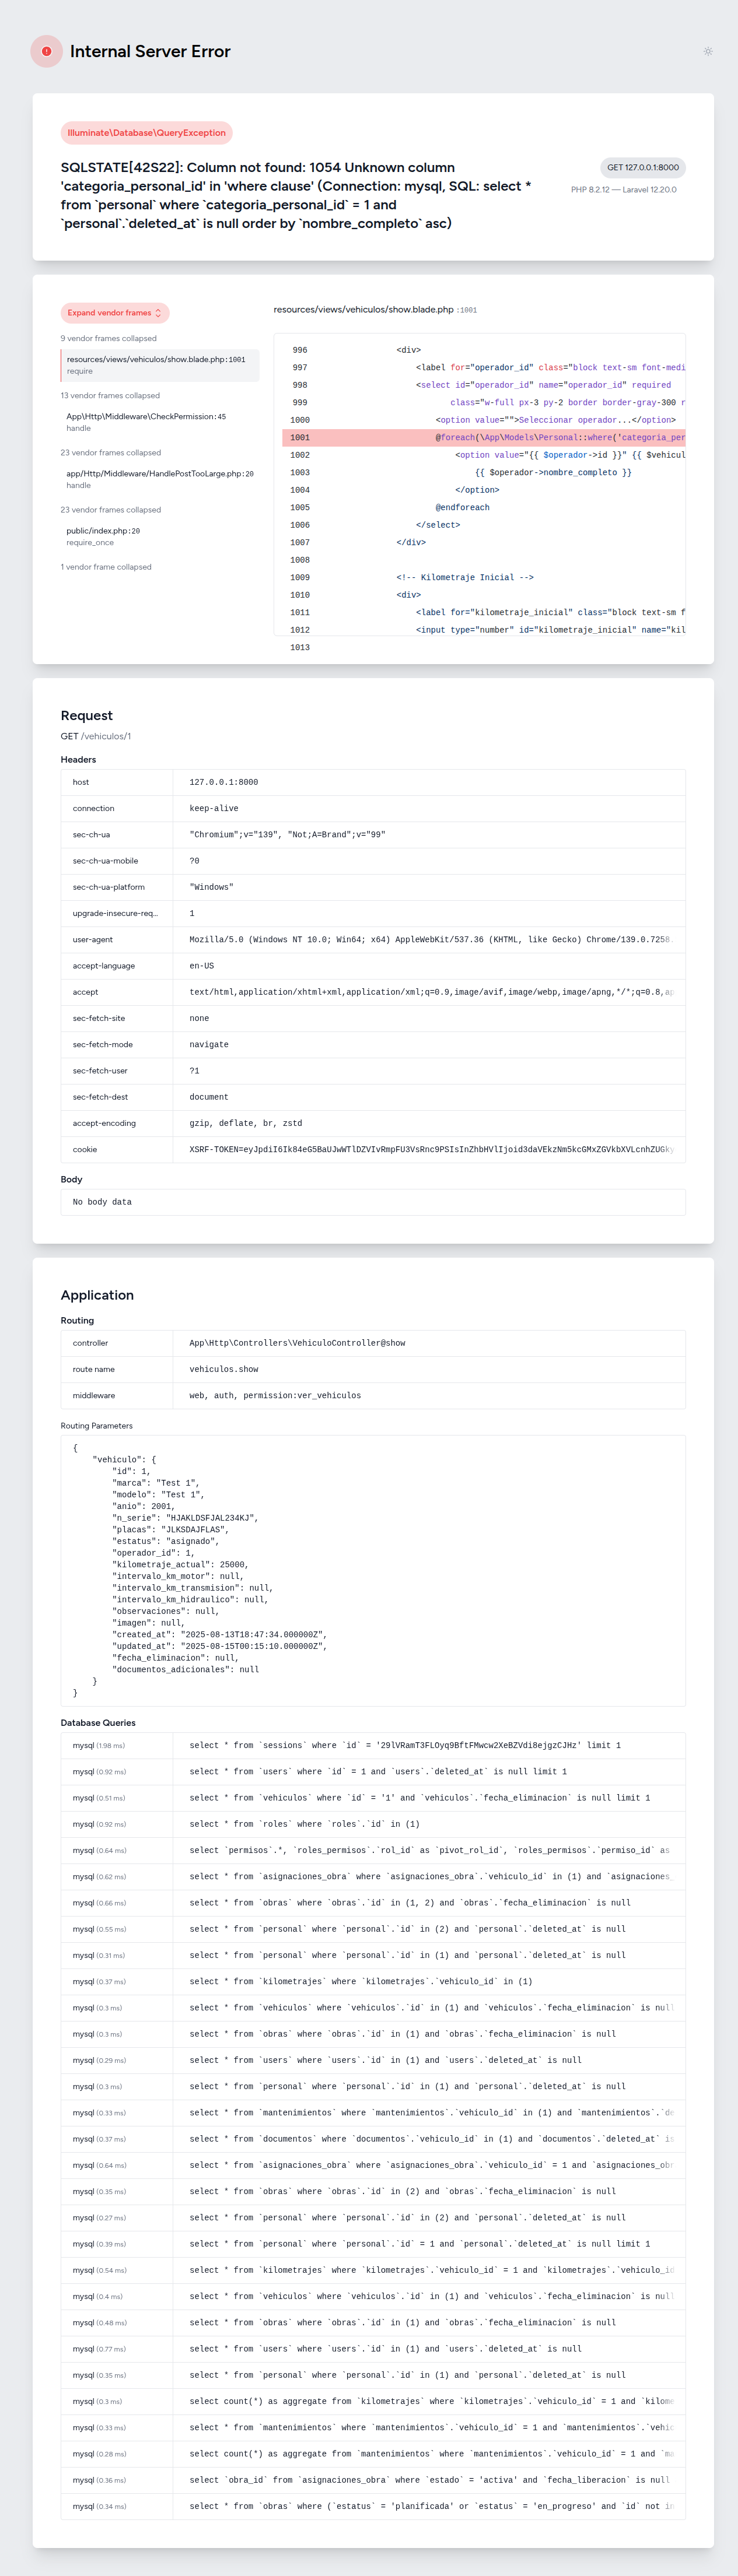 Internal Server Error
Illuminate\Database\QueryException
SQLSTATE[42S22]: Column not found: 1054 Unknown column
'categoria_personal_id' in 'where clause' (Connection: mysql, SQL: select *
from `personal` where `categoria_personal_id` = 1 and
`personal`.`deleted_at` is null order by `nombre_completo` asc)
GET 127.0.0.1:8000
PHP 8.2.12 — Laravel 12.20.0
Expand vendor frames
9 vendor frames collapsed
resources/views/vehiculos/show.blade.php:1001
require
13 vendor frames collapsed
App\Http\Middleware\CheckPermission:45
handle
23 vendor frames collapsed
app/Http/Middleware/HandlePostTooLarge.php:20
handle
23 vendor frames collapsed
public/index.php:20
require_once
1 vendor frame collapsed
resources/views/vehiculos/show.blade.php :1001
996 <div>
997 <label for="operador_id" class="block text-sm font-medi
998 <select id="operador_id" name="operador_id" required
999 class="w-full px-3 py-2 border border-gray-300 r
1000 <option value="">Seleccionar operador...</option>
1001 @foreach(\App\Models\Personal::where('categoria_per
1002 <option value="{{ $operador->id }}" {{ $vehicul
1003 {{ $operador->nombre_completo }}
1004 </option>
1005 @endforeach
1006 </select>
1007 </div>
1008
1009 <!-- Kilometraje Inicial -->
1010 <div>
1011 <label for="kilometraje_inicial" class="block text-sm f
1012 <input type="number" id="kilometraje_inicial" name="kil
1013
Request
GET /vehiculos/1
Headers
host 127.0.0.1:8000
connection keep-alive
sec-ch-ua "Chromium";v="139", "Not;A=Brand";v="99"
sec-ch-ua-mobile ?0
sec-ch-ua-platform "Windows"
upgrade-insecure-req... 1
user-agent Mozilla/5.0 (Windows NT 10.0; Win64; x64) AppleWebKit/537.36 (KHTML, like Gecko) Chrome/139.0.7258.
accept-language en-US
accept text/html,application/xhtml+xml,application/xml;q=0.9,image/avif,image/webp,image/apng,*/*;q=0.8,ap
sec-fetch-site none
sec-fetch-mode navigate
sec-fetch-user ?1
sec-fetch-dest document
accept-encoding gzip, deflate, br, zstd
cookie
Body
No body data
Application
Routing
controller App\Http\Controllers\VehiculoController@show
route name vehiculos.show
middleware web, auth, permission:ver_vehiculos
Routing Parameters
{
"vehiculo": {
"id": 1,
"marca": "Test 1",
"modelo": "Test 1",
"anio": 2001,
"n_serie": "HJAKLDSFJAL234KJ",
"placas": "JLKSDAJFLAS",
"estatus": "asignado",
"operador_id": 1,
"kilometraje_actual": 25000,
"intervalo_km_motor": null,
"intervalo_km_transmision": null,
"intervalo_km_hidraulico": null,
"observaciones": null,
"imagen": null,
"created_at": "2025-08-13T18:47:34.000000Z",
"updated_at": "2025-08-15T00:15:10.000000Z",
"fecha_eliminacion": null,
"documentos_adicionales": null
}
}
Database Queries
mysql (1.98 ms) select * from `sessions` where `id` = '29lVRamT3FLOyq9BftFMwcw2XeBZVdi8ejgzCJHz' limit 1
mysql (0.92 ms) select * from `users` where `id` = 1 and `users`.`deleted_at` is null limit 1
mysql (0.51 ms) select * from `vehiculos` where `id` = '1' and `vehiculos`.`fecha_eliminacion` is null limit 1
mysql (0.92 ms) select * from `roles` where `roles`.`id` in (1)
mysql (0.64 ms) select `permisos`.*, `roles_permisos`.`rol_id` as `pivot_rol_id`, `roles_permisos`.`permiso_id` as
mysql (0.62 ms) select * from `asignaciones_obra` where `asignaciones_obra`.`vehiculo_id` in (1) and `asignaciones_
mysql (0.66 ms) select * from `obras` where `obras`.`id` in (1, 2) and `obras`.`fecha_eliminacion` is null
mysql (0.55 ms) select * from `personal` where `personal`.`id` in (2) and `personal`.`deleted_at` is null
mysql (0.31 ms) select * from `personal` where `personal`.`id` in (1) and `personal`.`deleted_at` is null
mysql (0.37 ms) select * from `kilometrajes` where `kilometrajes`.`vehiculo_id` in (1)
mysql (0.3 ms) select * from `vehiculos` where `vehiculos`.`id` in (1) and `vehiculos`.`fecha_eliminacion` is null
mysql (0.3 ms) select * from `obras` where `obras`.`id` in (1) and `obras`.`fecha_eliminacion` is null
mysql (0.29 ms) select * from `users` where `users`.`id` in (1) and `users`.`deleted_at` is null
mysql (0.3 ms) select * from `personal` where `personal`.`id` in (1) and `personal`.`deleted_at` is null
mysql (0.33 ms) select * from `mantenimientos` where `mantenimientos`.`vehiculo_id` in (1) and `mantenimientos`.`de
mysql (0.37 ms) select * from `documentos` where `documentos`.`vehiculo_id` in (1) and `documentos`.`deleted_at` is
mysql (0.64 ms) select * from `asignaciones_obra` where `asignaciones_obra`.`vehiculo_id` = 1 and `asignaciones_obr
mysql (0.35 ms) select * from `obras` where `obras`.`id` in (2) and `obras`.`fecha_eliminacion` is null
mysql (0.27 ms) select * from `personal` where `personal`.`id` in (2) and `personal`.`deleted_at` is null
mysql (0.39 ms) select * from `personal` where `personal`.`id` = 1 and `personal`.`deleted_at` is null limit 1
mysql (0.54 ms) select * from `kilometrajes` where `kilometrajes`.`vehiculo_id` = 1 and `kilometrajes`.`vehiculo_id
mysql (0.4 ms) select * from `vehiculos` where `vehiculos`.`id` in (1) and `vehiculos`.`fecha_eliminacion` is null
mysql (0.48 ms) select * from `obras` where `obras`.`id` in (1) and `obras`.`fecha_eliminacion` is null
mysql (0.77 ms) select * from `users` where `users`.`id` in (1) and `users`.`deleted_at` is null
mysql (0.35 ms) select * from `personal` where `personal`.`id` in (1) and `personal`.`deleted_at` is null
mysql (0.3 ms) select count(*) as aggregate from `kilometrajes` where `kilometrajes`.`vehiculo_id` = 1 and `kilome
mysql (0.33 ms) select * from `mantenimientos` where `mantenimientos`.`vehiculo_id` = 1 and `mantenimientos`.`vehic
mysql (0.28 ms) select count(*) as aggregate from `mantenimientos` where `mantenimientos`.`vehiculo_id` = 1 and `ma
mysql (0.36 ms) select `obra_id` from `asignaciones_obra` where `estado` = 'activa' and `fecha_liberacion` is null
mysql (0.34 ms) select * from `obras` where (`estatus` = 'planificada' or `estatus` = 'en_progreso' and `id` not in